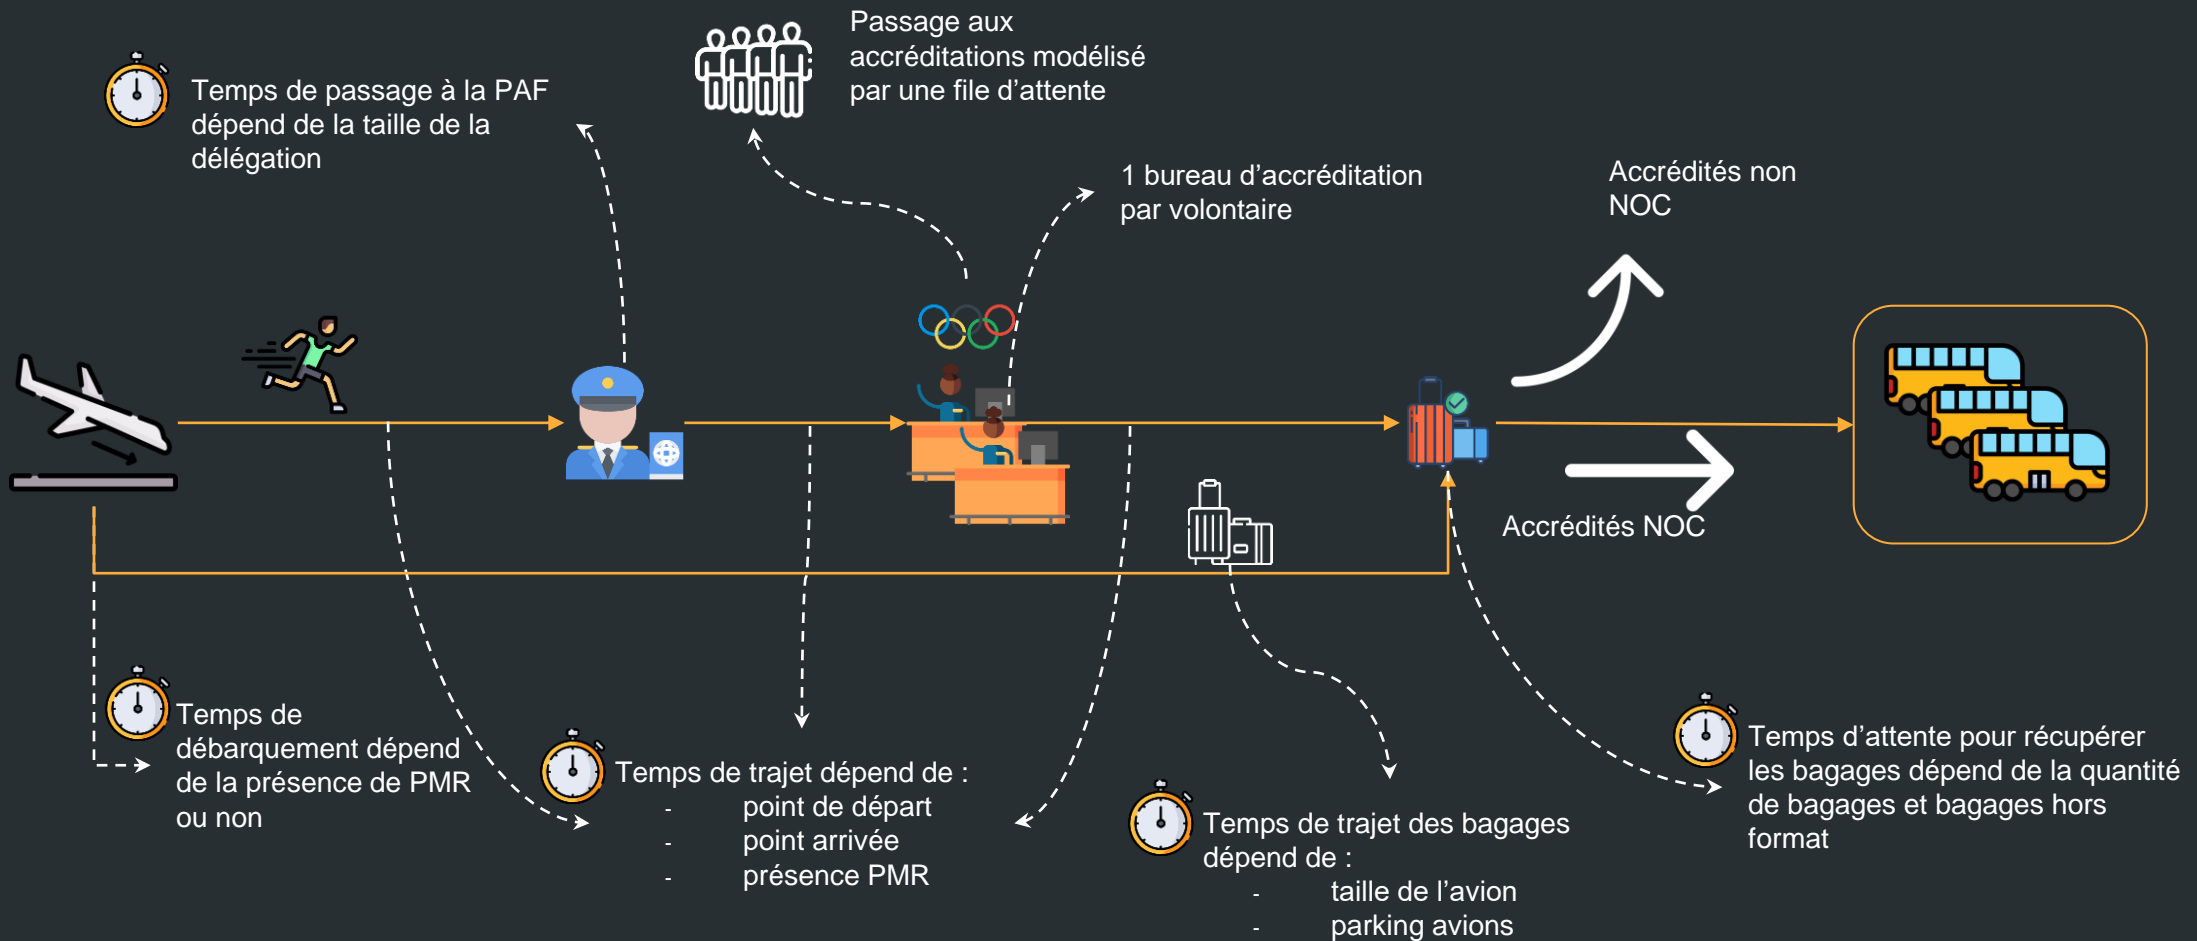 Passage aux
accréditations modélisé
par une file d’attente
Temps de passage à la PAF
dépend de la taille de la
délégation
1 bureau d’accréditation
par volontaire
Accrédités non
NOC
Accrédités NOC
Temps de
débarquement dépend
de la présence de PMR
ou non
Temps de trajet dépend de :
- point de départ
- point arrivée
- présence PMR
Temps de trajet des bagages
dépend de :
- taille de l’avion
- parking avions
Temps d’attente pour récupérer
les bagages dépend de la quantité
de bagages et bagages hors
format